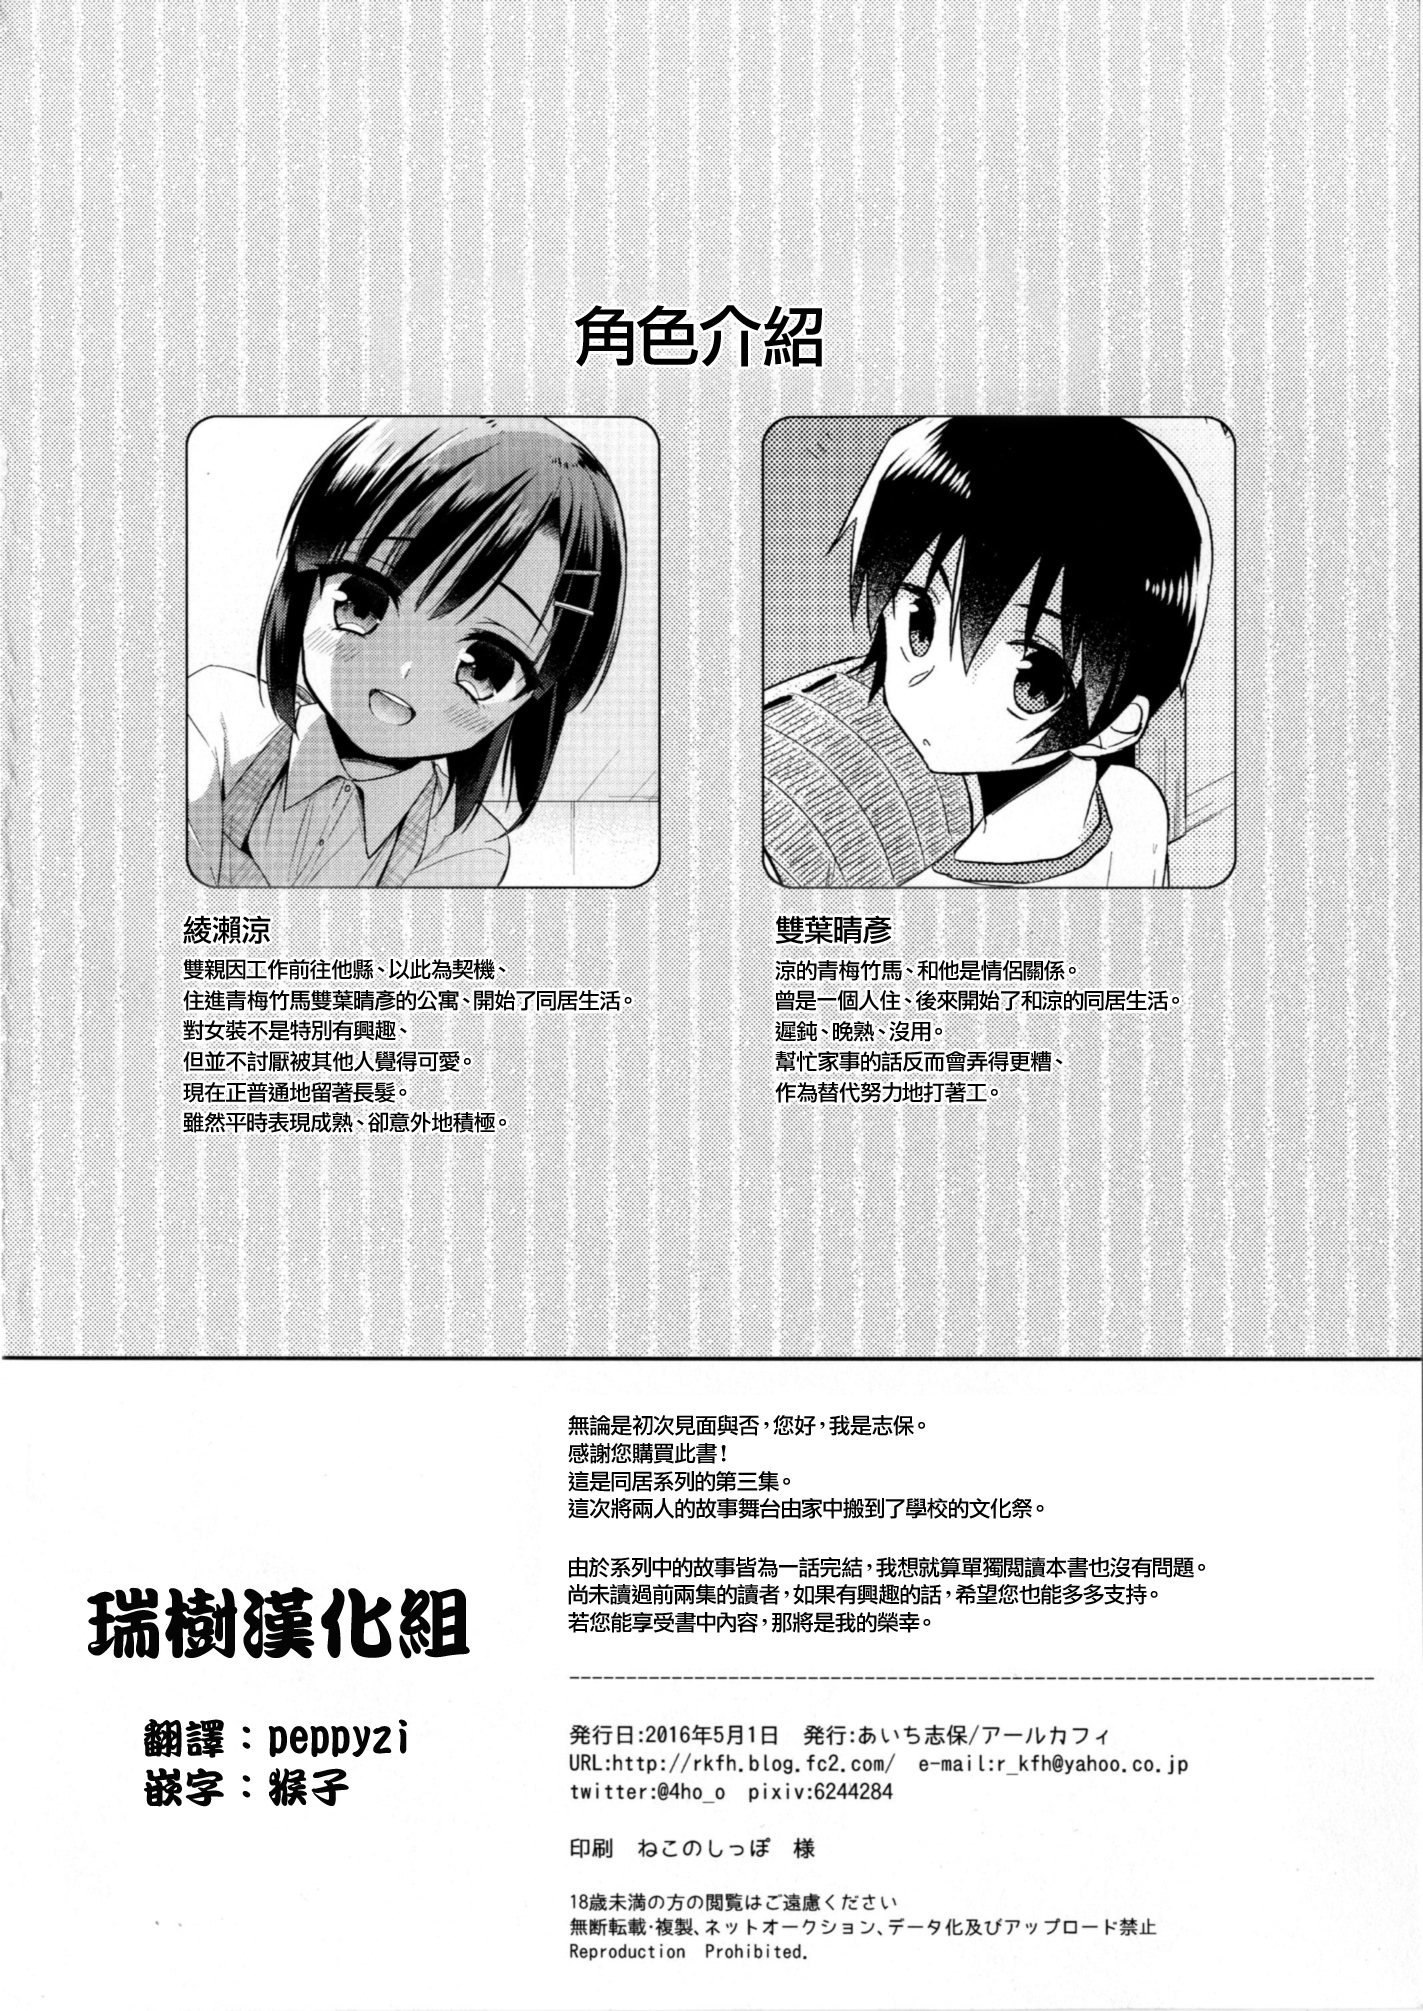 角色介紹
綾瀨涼
雙親因工作前往他縣、以此為契機、
住進青梅竹馬雙葉晴彥的公寓、開始了同居生活。
對女裝不是特別有興趣、
但並不討厭被其他人覺得可愛。
現在正普通地留著長髮。
雖然平時表現成熟、卻意外地積極。
雙葉晴彥
涼的青梅竹馬、和他是情侶關係。
曾是一個人住、後來開始了和涼的同居生活。
遲鈍、晚熟、沒用。
幫忙家事的話反而會弄得更糟、
作為替代努力地打著工。
無論是初次見面與否，您好，我是志保。
感謝您購買此書！
這是同居系列的第三集。
這次將兩人的故事舞台由家中搬到了學校的文化祭。
由於系列中的故事皆為一話完結，我想就算單獨閱讀本書也沒有問題。
尚未讀過前兩集的讀者，如果有興趣的話，希望您也能多多支持。
若您能享受書中內容，那將是我的榮幸。
瑞樹漢化組
翻譯：peppyzi
嵌字：猴子
発行日:2016年5月1日　発行:あいち志保/アールカフィ
URL:http://rkfh.blog.fc2.com/　e-mail:r_kfh@yahoo.co.jp
twitter:@4ho_o　pixiv:6244284
印刷　ねこのしっぽ　様
18歳未満の方の閲覧はご遠慮ください
無断転載・複製、ネットオークション、データ化及びアップロード禁止
Reproduction　Prohibited.